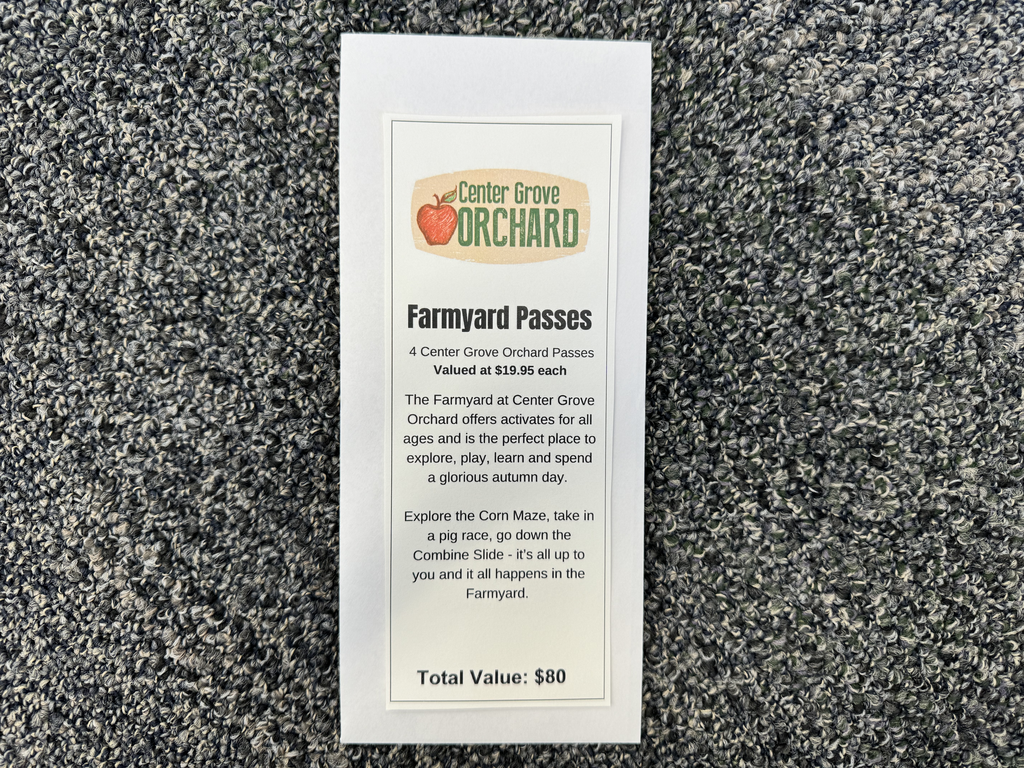 Center Grove
ORCHARD
Farmyard Passes
4 Center Grove Orchard Passes
Valued at $19.95 each
The Farmyard at Center Grove
Orchard offers activates for all
ages and is the perfect place to
explore, play, learn and spend
a glorious autumn day.
Explore the Corn Maze, take in
a pig race, go down the
Combine Slide - it's all up to
you and it all happens in the
Farmyard.
Total Value: $80